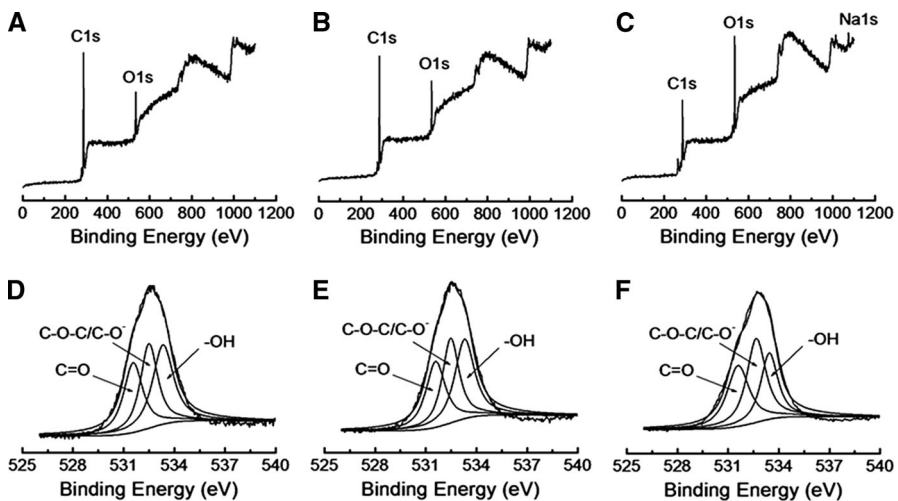 A
C1s
O1s
0 200 400 600 800 1000 1200
Binding Energy (eV)
B
C1s
O1s
0 200 400 600 800 1000 1200
Binding Energy (eV)
C
C1s
O1s
Na1s
0 200 400 600 800 1000 1200
Binding Energy (eV)
D
C-O-C/C-O⁻
-OH
C=O
525 528 531 534 537 540
Binding Energy (eV)
E
C-O-C/C-O⁻
-OH
C=O
525 528 531 534 537 540
Binding Energy (eV)
F
C-O-C/C-O⁻
-OH
C=O
525 528 531 534 537 540
Binding Energy (eV)